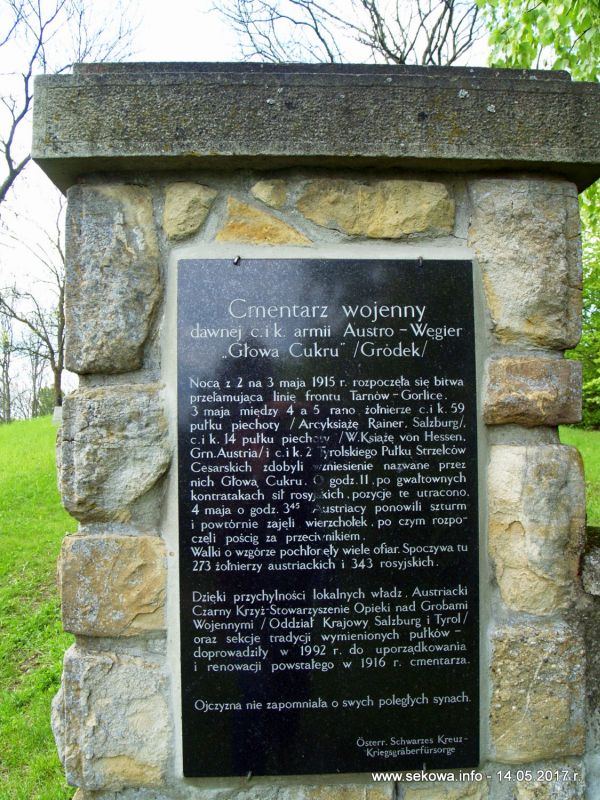 Cmentarz wojenny
dawnej c.i k. armii Austro-Węgier
„Głowa Cukru" /Gródek/
Nocą z 2 na 3 maja 1915 r. rozpoczęła się bitwa
przełamująca linię frontu Tarnów-Gorlice.
3 maja między 4 a 5 rano żołnierze c.i k. 59
pułku piechoty /Arcyksiążę Rainer, Salzburg/,
c.i k. 14 pułku piechoty /W.Książę von Hessen,
Grn.Austria/ i c.i k. 2 Tyrolskiego Pułku Strzelców
Cesarskich zdobyli wzniesienie nazwane przez
nich Głową Cukru. O godz.11, po gwałtownych
kontratakach sił rosyjskich, pozycje te utracono.
4 maja o godz. 3⁴⁵ Austriacy ponowili szturm
i powtórnie zajęli wierzchołek, po czym rozpo-
częli pościg za przeciwnikiem.
Walki o wzgórze pochłonęły wiele ofiar. Spoczywa tu
273 żołnierzy austriackich i 343 rosyjskich.
Dzięki przychylności lokalnych władz, Austriacki
Czarny Krzyż-Stowarzyszenie Opieki nad Grobami
Wojennymi /Oddział Krajowy Salzburg i Tyrol/
oraz sekcje tradycji wymienionych pułków-
doprowadziły w 1992 r. do uporządkowania
i renowacji powstałego w 1916 r. cmentarza.
Ojczyzna nie zapomniała o swych poległych synach.
Österr. Schwarzes Kreuz-
Kriegsgräberfürsorge
www.sekowa.info - 14.05.2017 r.